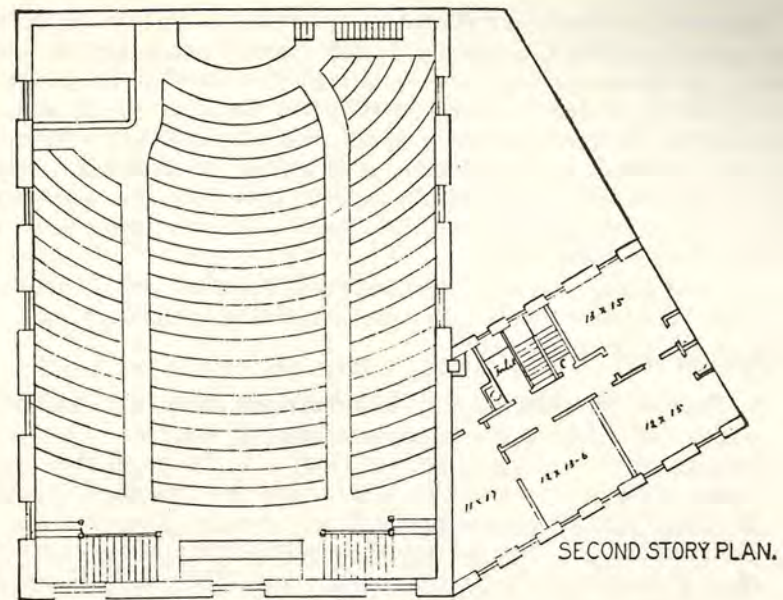 13 x 15
C
12 x 15
12 x 13-6
11 x 17
SECOND STORY PLAN.